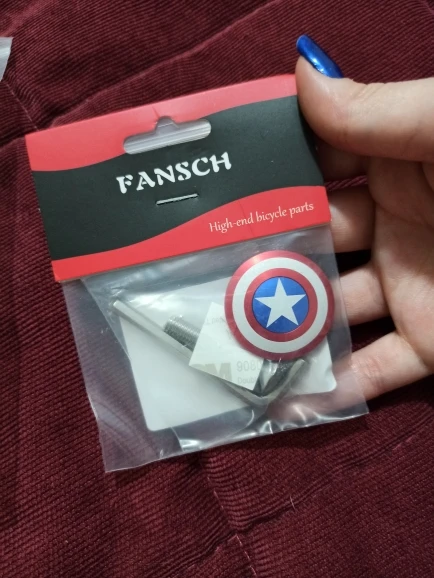 FANSCH
High-end bicycle parts